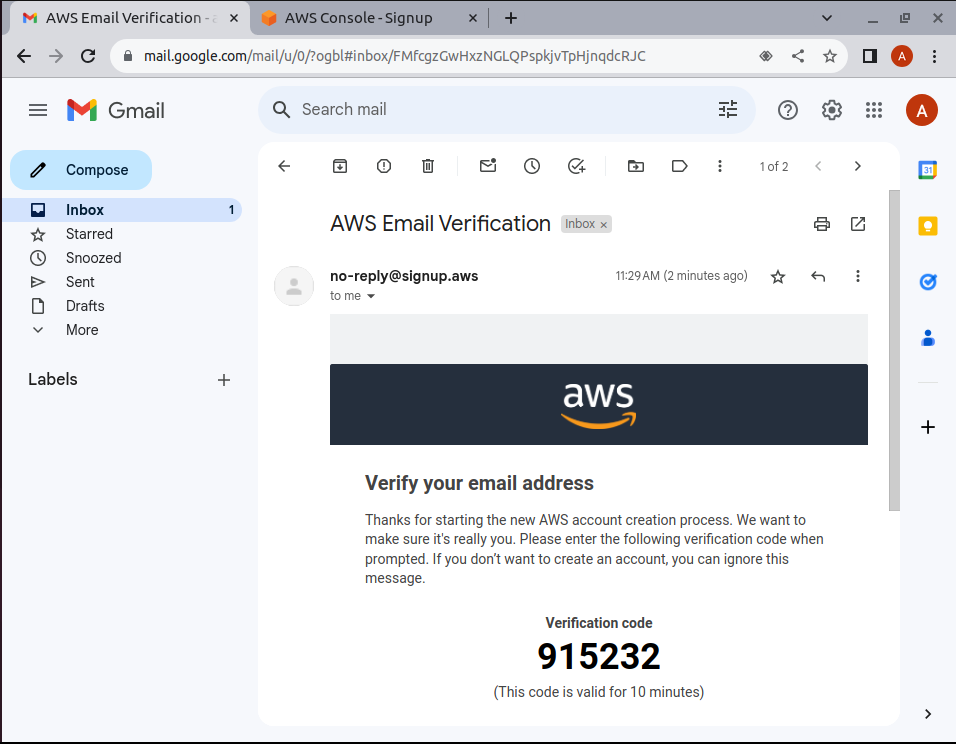 AWS Email Verification - a
AWS Console - Signup
mail.google.com/mail/u/0/?ogbl#inbox/FMfcgzGwHxzNGLQPspkjvTpHjnqdcRJC
A
Gmail
Search mail
A
Compose
1 of 2
31
Inbox 1
Starred
Snoozed
Sent
Drafts
More
Labels
AWS Email Verification Inbox ×
no-reply@signup.aws 11:29 AM (2 minutes ago)
to me
aws
Verify your email address
Thanks for starting the new AWS account creation process. We want to
make sure it's really you. Please enter the following verification code when
prompted. If you don’t want to create an account, you can ignore this
message.
Verification code
915232
(This code is valid for 10 minutes)